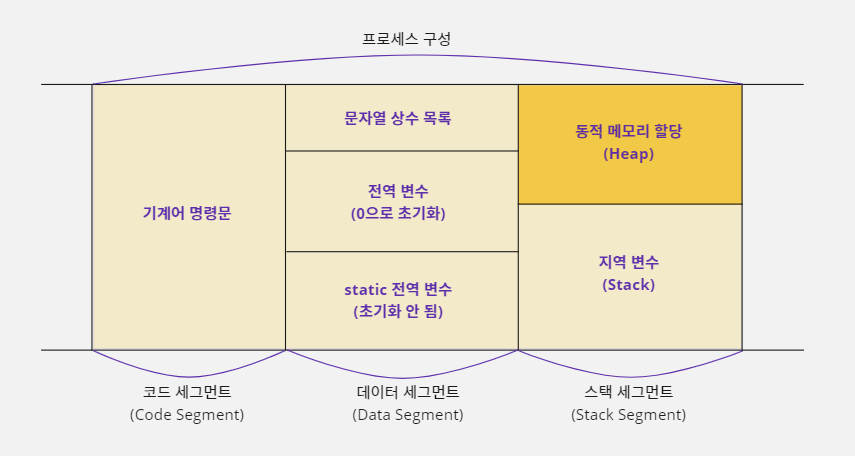 프로세스 구성
기계어 명령문
문자열 상수 목록
전역 변수
(0으로 초기화)
static 전역 변수
(초기화 안 됨)
동적 메모리 할당
(Heap)
지역 변수
(Stack)
코드 세그먼트
(Code Segment)
데이터 세그먼트
(Data Segment)
스택 세그먼트
(Stack Segment)